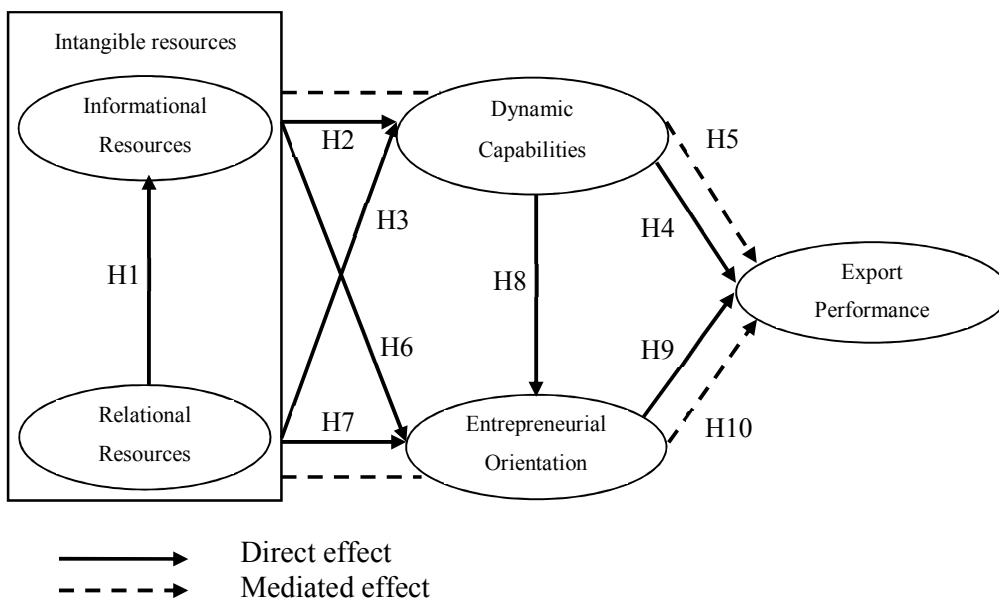 Intangible resources
Informational
Resources
H1
Relational
Resources
H2
H3
H6
H7
Dynamic
Capabilities
H8
Entrepreneurial
Orientation
H5
H4
H9
H10
Export
Performance
Direct effect
Mediated effect